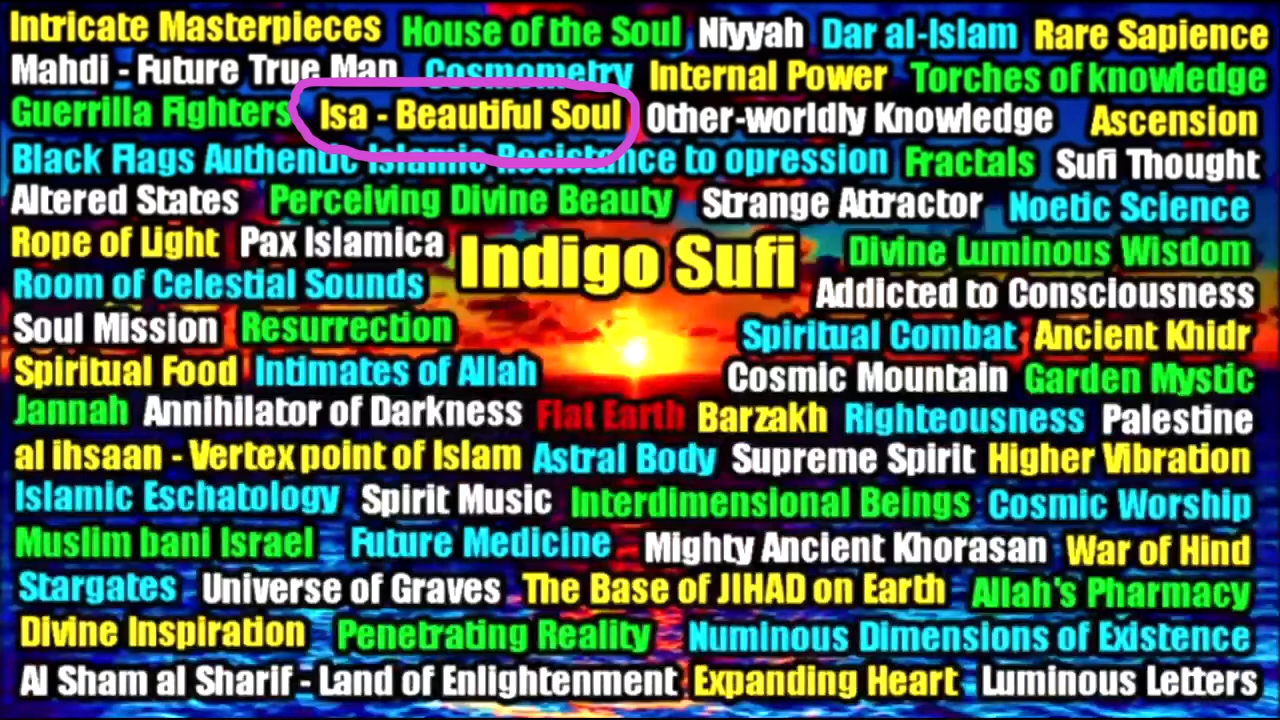 Intricate Masterpieces House of the Soul Niyyah Dar al-Islam Rare Sapience
Mahdi - Future True Man Cosmometry Internal Power Torches of knowledge
Guerrilla Fighters Isa - Beautiful Soul Other-worldly Knowledge Ascension
Black Flags Authentic Islamic Resistance to opression Fractals Sufi Thought
Altered States Perceiving Divine Beauty Strange Attractor Noetic Science
Rope of Light Pax Islamica Indigo Sufi Divine Luminous Wisdom
Room of Celestial Sounds Addicted to Consciousness
Soul Mission Resurrection Spiritual Combat Ancient Khidr
Spiritual Food Intimates of Allah Cosmic Mountain Garden Mystic
Jannah Annihilator of Darkness Flat Earth Barzakh Righteousness Palestine
al ihsaan - Vertex point of Islam Astral Body Supreme Spirit Higher Vibration
Islamic Eschatology Spirit Music Interdimensional Beings Cosmic Worship
Muslim bani Israel Future Medicine Mighty Ancient Khorasan War of Hind
Stargates Universe of Graves The Base of JIHAD on Earth Allah's Pharmacy
Divine Inspiration Penetrating Reality Numinous Dimensions of Existence
Al Sham al Sharif - Land of Enlightenment Expanding Heart Luminous Letters